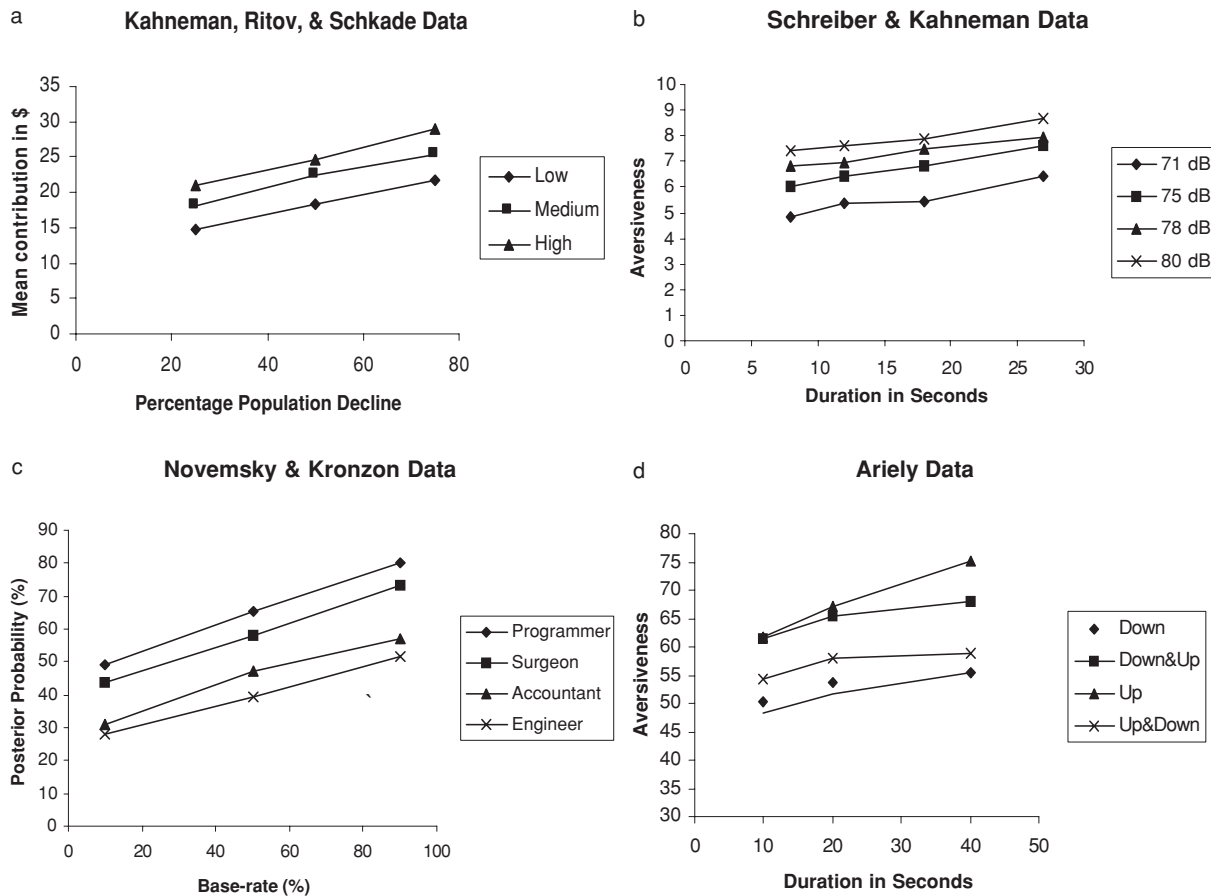 a
Kahneman, Ritov, & Schkade Data
Mean contribution in $
35
30
25
20
15
10
5
0
0 20 40 60 80
Percentage Population Decline
Low
Medium
High
b
Schreiber & Kahneman Data
Aversiveness
10
9
8
7
6
5
4
3
2
1
0
0 5 10 15 20 25 30
Duration in Seconds
71 dB
75 dB
78 dB
80 dB
c
Novemsky & Kronzon Data
Posterior Probability (%)
90
80
70
60
50
40
30
20
10
0
0 20 40 60 80 100
Base-rate (%)
Programmer
Surgeon
Accountant
Engineer
d
Ariely Data
Aversiveness
80
75
70
65
60
55
50
45
40
35
30
0 10 20 30 40 50
Duration in Seconds
Down
Down&Up
Up
Up&Down